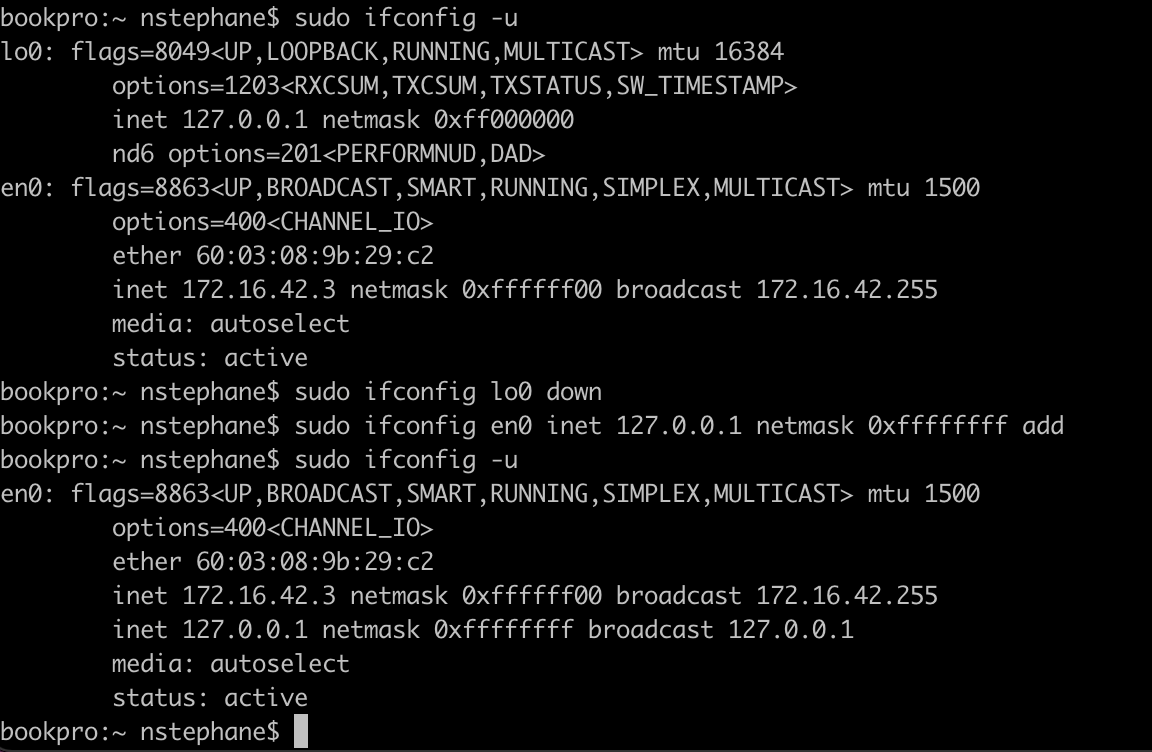 bookpro:~ nstephane$ sudo ifconfig -u
lo0: flags=8049<UP,LOOPBACK,RUNNING,MULTICAST> mtu 16384
        options=1203<RXCSUM,TXCSUM,TXSTATUS,SW_TIMESTAMP>
        inet 127.0.0.1 netmask 0xff000000
        nd6 options=201<PERFORMNUD,DAD>
en0: flags=8863<UP,BROADCAST,SMART,RUNNING,SIMPLEX,MULTICAST> mtu 1500
        options=400<CHANNEL_IO>
        ether 60:03:08:9b:29:c2
        inet 172.16.42.3 netmask 0xffffff00 broadcast 172.16.42.255
        media: autoselect
        status: active
bookpro:~ nstephane$ sudo ifconfig lo0 down
bookpro:~ nstephane$ sudo ifconfig en0 inet 127.0.0.1 netmask 0xffffffff add
bookpro:~ nstephane$ sudo ifconfig -u
en0: flags=8863<UP,BROADCAST,SMART,RUNNING,SIMPLEX,MULTICAST> mtu 1500
        options=400<CHANNEL_IO>
        ether 60:03:08:9b:29:c2
        inet 172.16.42.3 netmask 0xffffff00 broadcast 172.16.42.255
        inet 127.0.0.1 netmask 0xffffffff broadcast 127.0.0.1
        media: autoselect
        status: active
bookpro:~ nstephane$